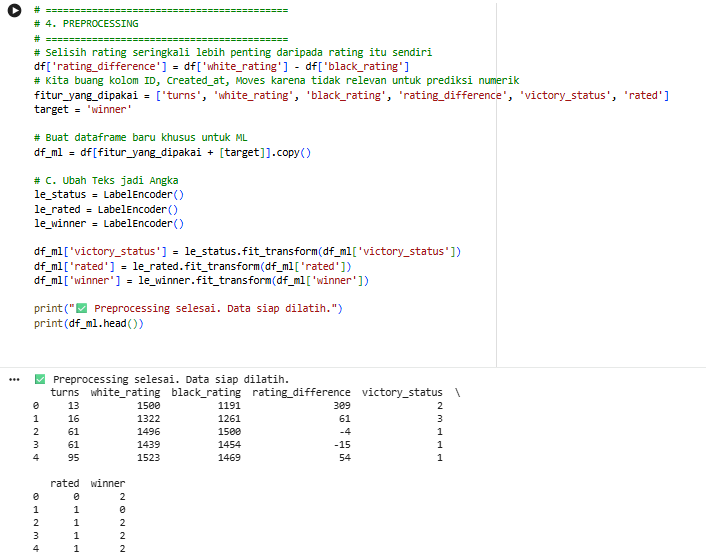 # ==========================================
# 4. PREPROCESSING
# ==========================================
# Selisih rating seringkali lebih penting daripada rating itu sendiri
df['rating_difference'] = df['white_rating'] - df['black_rating']
# Kita buang kolom ID, Created_at, Moves karena tidak relevan untuk prediksi numerik
fitur_yang_dipakai = ['turns', 'white_rating', 'black_rating', 'rating_difference', 'victory_status', 'rated']
target = 'winner'
# Buat dataframe baru khusus untuk ML
df_ml = df[fitur_yang_dipakai + [target]].copy()
# C. Ubah Teks jadi Angka
le_status = LabelEncoder()
le_rated = LabelEncoder()
le_winner = LabelEncoder()
df_ml['victory_status'] = le_status.fit_transform(df_ml['victory_status'])
df_ml['rated'] = le_rated.fit_transform(df_ml['rated'])
df_ml['winner'] = le_winner.fit_transform(df_ml['winner'])
print("✅ Preprocessing selesai. Data siap dilatih.")
print(df_ml.head())
✅ Preprocessing selesai. Data siap dilatih.
turns white_rating black_rating rating_difference victory_status \
0 13 1500 1191 309 2
1 16 1322 1261 61 3
2 61 1496 1500 -4 1
3 61 1439 1454 -15 1
4 95 1523 1469 54 1
rated winner
0 0 2
1 1 0
2 1 2
3 1 2
4 1 2